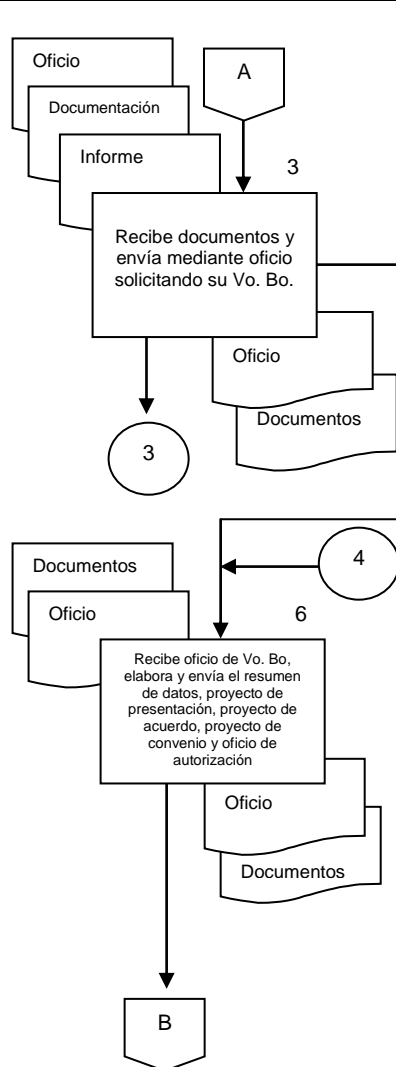 Oficio
A
Documentación
Informe
3
Recibe documentos y
envía mediante oficio
solicitando su Vo. Bo.
Oficio
Documentos
3
4
Documentos
Oficio
6
Recibe oficio de Vo. Bo,
elabora y envía el resumen
de datos, proyecto de
presentación, proyecto de
acuerdo, proyecto de
convenio y oficio de
autorización
Oficio
Documentos
B